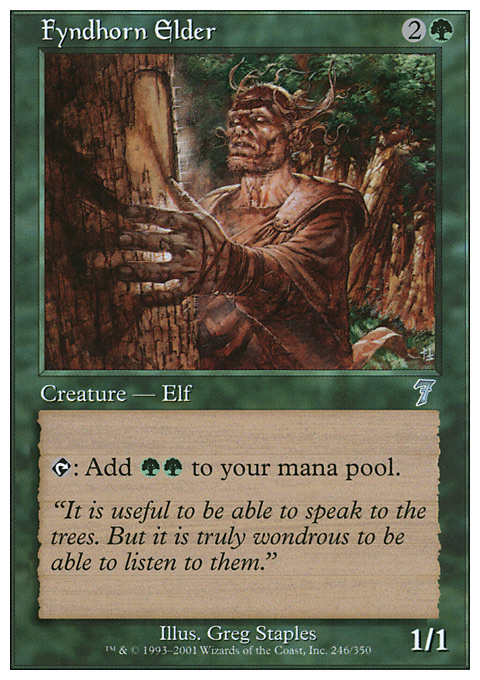 Fyndhorn Elder 2
Creature — Elf
: Add to your mana pool.
“It is useful to be able to speak to the
trees. But it is truly wondrous to be
able to listen to them.”
Illus. Greg Staples
™ & © 1993–2001 Wizards of the Coast, Inc. 246/350
1/1